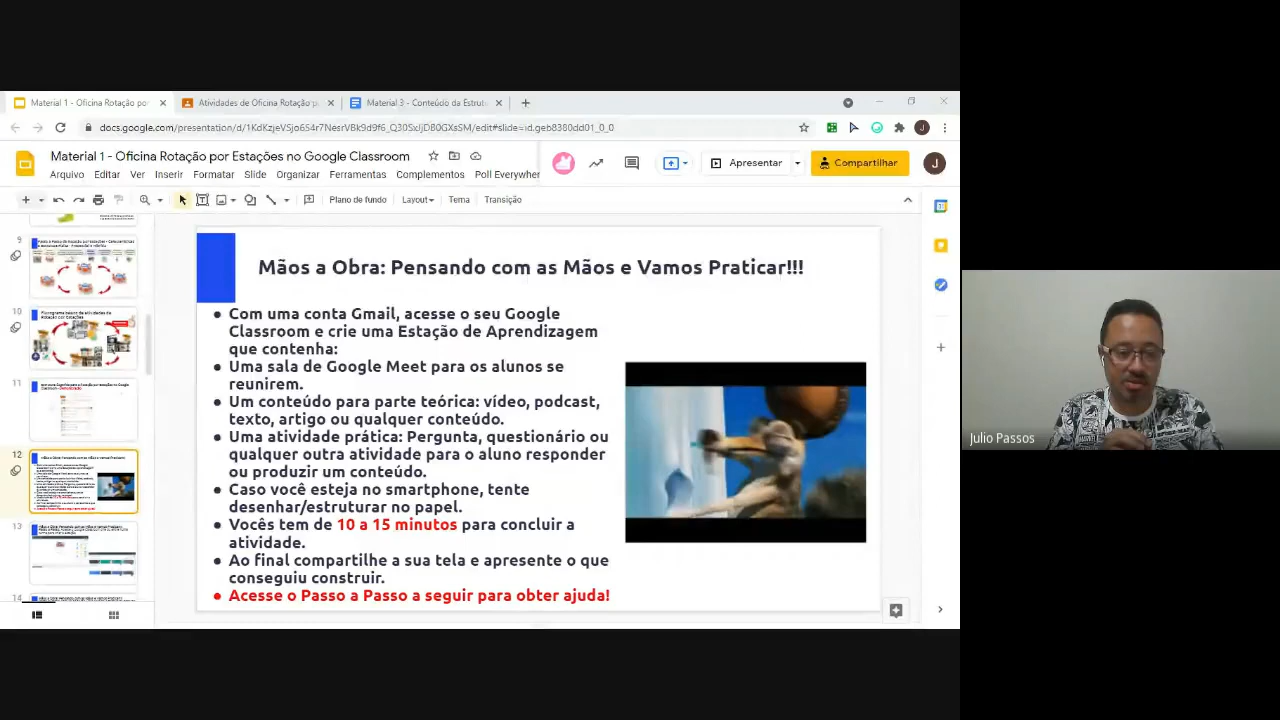 Material 1 - Oficina Rotação por
Atividades de Oficina Rotação p
Material 3 - Conteúdo da Estrut
Material 1 - Oficina Rotação por Estações no Google Classroom
Apresentar
Compartilhar
J
Arquivo Editar Ver Inserir Formatar Slide Organizar Ferramentas Complementos Poll Everywhere
Plano de fundo Layout Tema Transição
9
10
11
12
13
14
Mãos a Obra: Pensando com as Mãos e Vamos Praticar!!!
● Com uma conta Gmail, acesse o seu Google
Classroom e crie uma Estação de Aprendizagem
que contenha:
● Uma sala de Google Meet para os alunos se
reunirem.
● Um conteúdo para parte teórica: vídeo, podcast,
texto, artigo ou qualquer conteúdo.
● Uma atividade prática: Pergunta, questionário ou
qualquer outra atividade para o aluno responder
ou produzir um conteúdo.
● Caso você esteja no smartphone, tente
desenhar/estruturar no papel.
● Vocês tem de 10 a 15 minutos para concluir a
atividade.
● Ao final compartilhe a sua tela e apresente o que
conseguiu construir.
● Acesse o Passo a Passo a seguir para obter ajuda!
Julio Passos